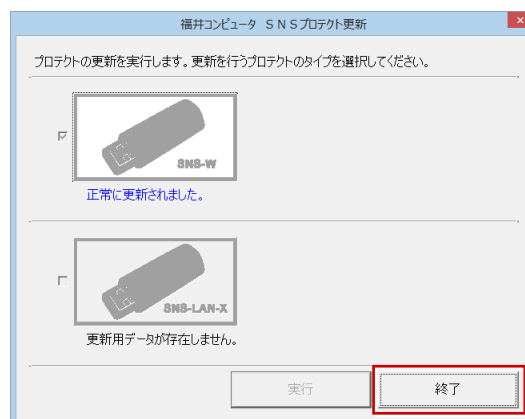 福井コンピュータ ＳＮＳプロテクト更新
プロテクトの更新を実行します。更新を行うプロテクトのタイプを選択してください。
SNS-W
正常に更新されました。
SNS-LAN-X
更新用データが存在しません。
実行
終了